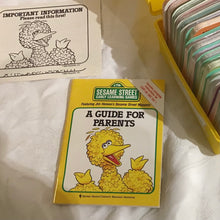 IMPORTANT INFORMATION
Please read this first!
SESAME STREET
EARLY LEARNING GAMES
Featuring Jim Henson's Sesame Street Muppets
A GUIDE FOR
PARENTS